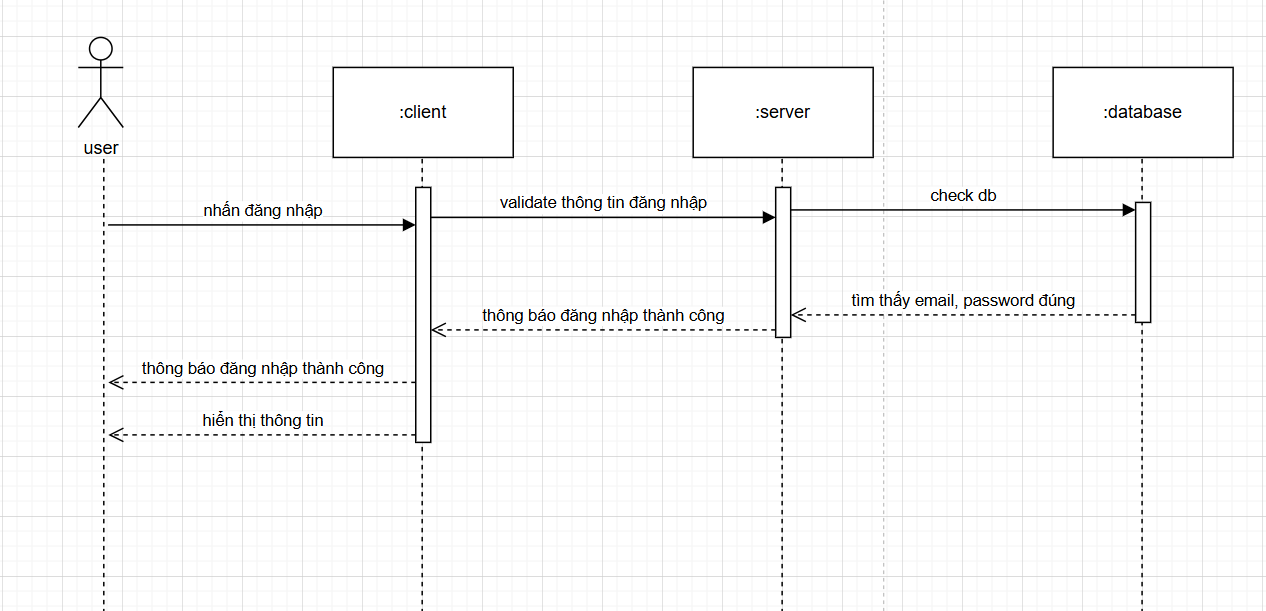 user
:client
:server
:database
nhấn đăng nhập
validate thông tin đăng nhập
check db
tìm thấy email, password đúng
thông báo đăng nhập thành công
thông báo đăng nhập thành công
hiển thị thông tin